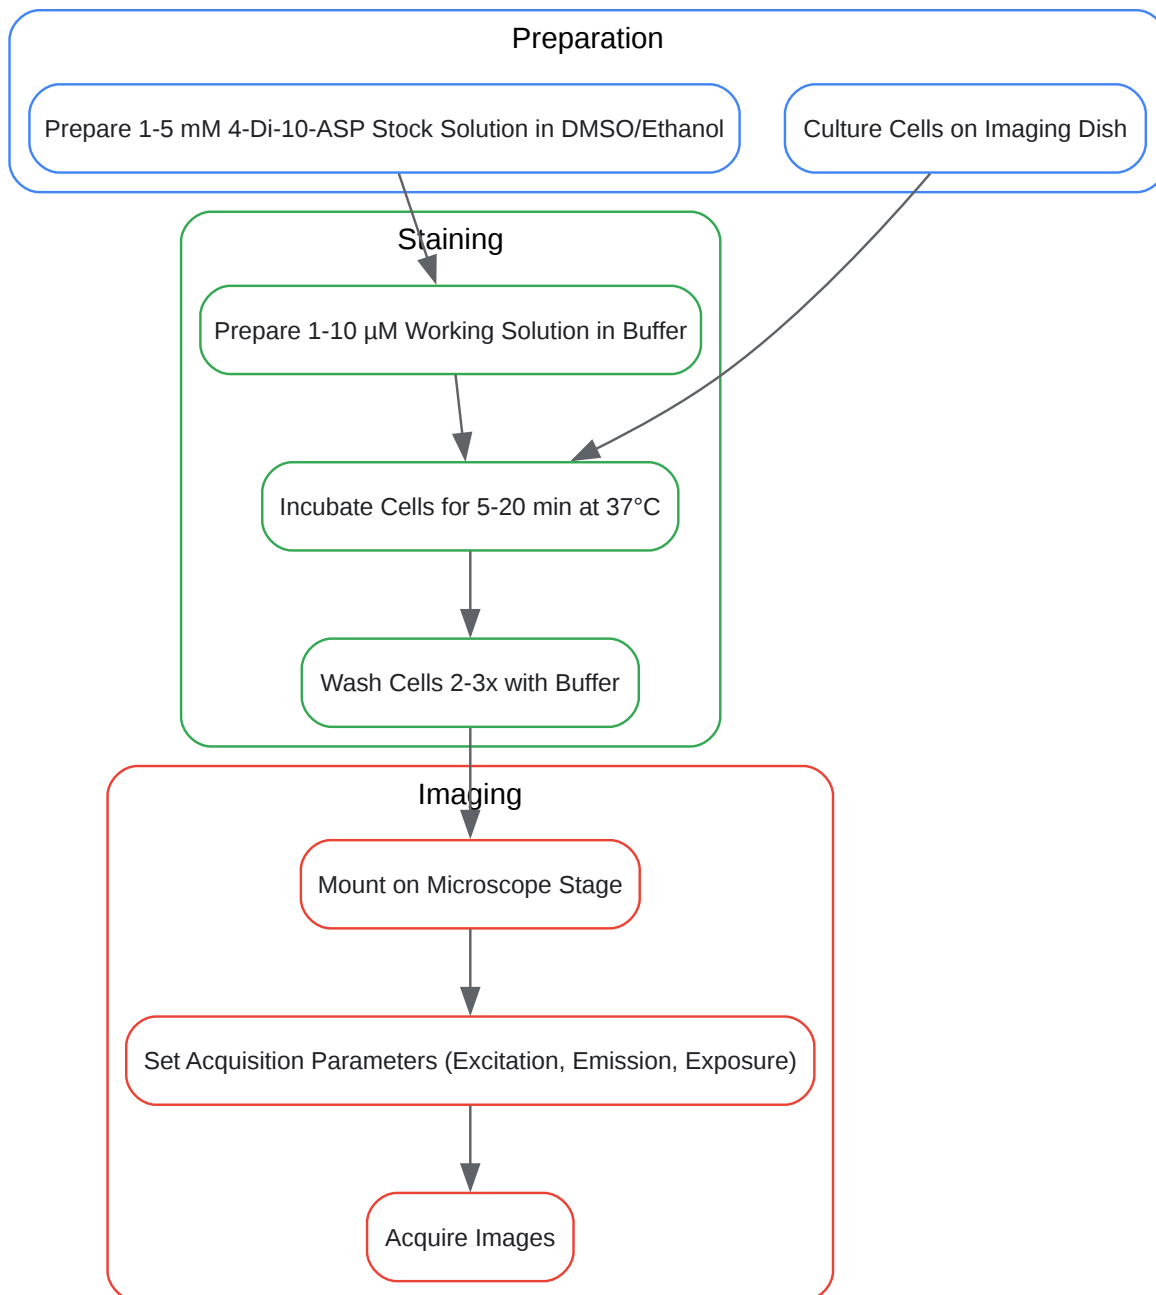 Preparation
Prepare 1-5 mM 4-Di-10-ASP Stock Solution in DMSO/Ethanol
Culture Cells on Imaging Dish
Staining
Prepare 1-10 µM Working Solution in Buffer
Incubate Cells for 5-20 min at 37°C
Wash Cells 2-3x with Buffer
Imaging
Mount on Microscope Stage
Set Acquisition Parameters (Excitation, Emission, Exposure)
Acquire Images